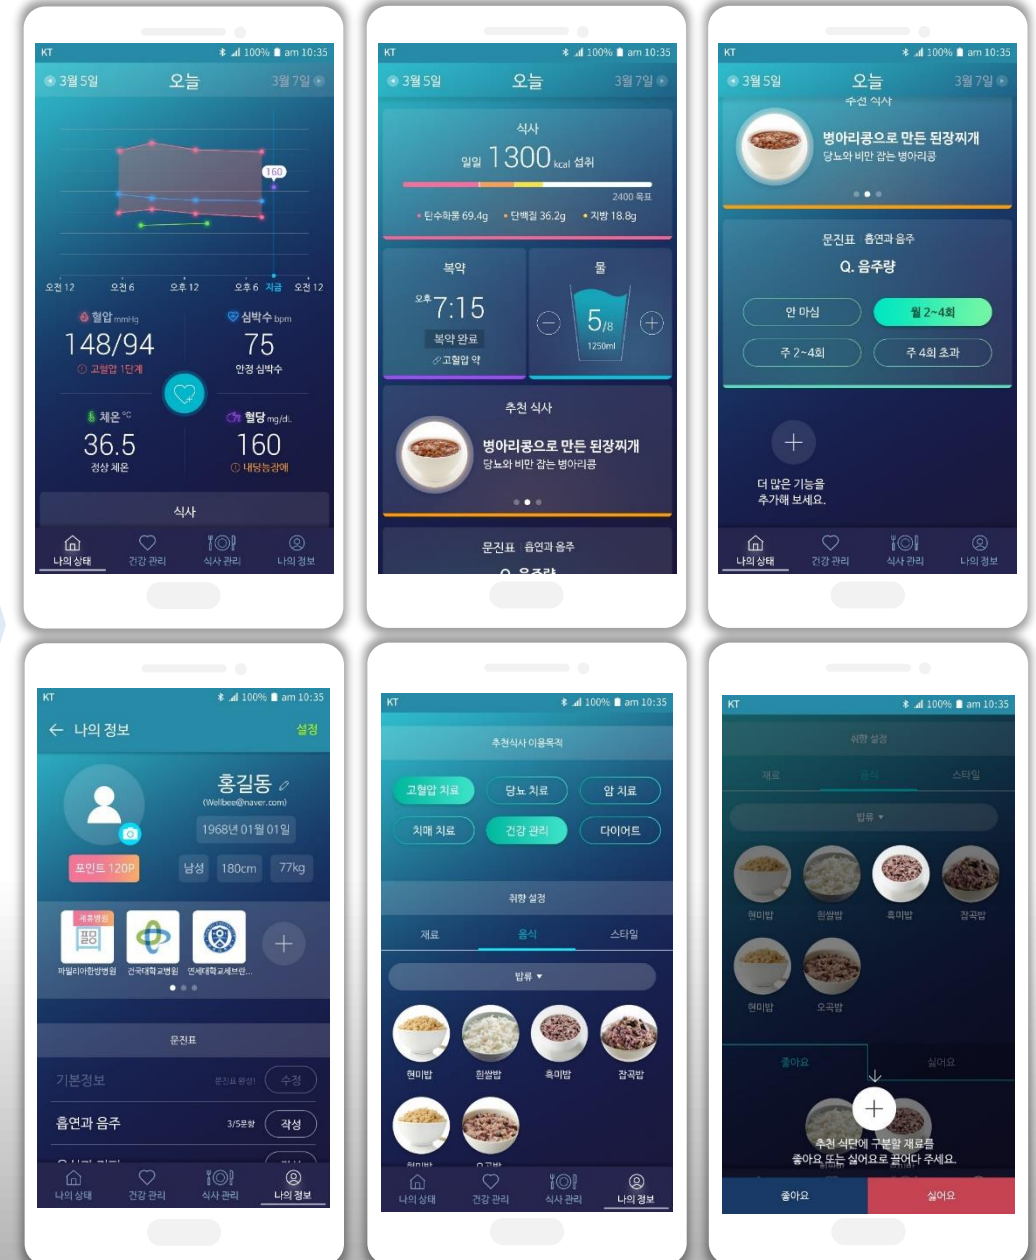 KT
100% am 10:35
3월 5일 오늘 3월 7일
160
오전 12 오전 6 오후 12 오후 6 지금 오전 12
혈압 mmHg
148/94
고혈압 1단계
심박수 bpm
75
안정 심박수
체온 °C
36.5
정상 체온
혈당 mg/dL
160
내당능장애
식사
나의 상태 건강 관리 식사 관리 나의 정보
KT
100% am 10:35
3월 5일 오늘 3월 7일
식사
일일 1300 kcal 섭취
2400 목표
• 탄수화물 69.4g • 단백질 36.2g • 지방 18.8g
복약
오후 7:15
복약 완료
고혈압 약
물
5/8
1250ml
추천 식사
병아리콩으로 만든 된장찌개
당뇨와 비만 잡는 병아리콩
문진표 흡연과 음주
Q. 음주량
KT
100% am 10:35
3월 5일 오늘 3월 7일
추천 식사
병아리콩으로 만든 된장찌개
당뇨와 비만 잡는 병아리콩
문진표 흡연과 음주
Q. 음주량
안 마심 월 2~4회
주 2~4회 주 4회 초과
더 많은 기능을
추가해 보세요.
나의 상태 건강 관리 식사 관리 나의 정보
KT
100% am 10:35
← 나의 정보 설정
홍길동
(Wellbee@naver.com)
1968년 01월 01일
포인트 120P 남성 180cm 77kg
제휴병원
파밀리아한방병원 건국대학교병원 연세대학교세브란...
문진표
기본정보 문진표 완성! 수정
흡연과 음주 3/5문항 작성
나의 상태 건강 관리 식사 관리 나의 정보
KT
100% am 10:35
추천식사 이용목적
고혈압 치료 당뇨 치료 암 치료
치매 치료 건강 관리 다이어트
취향 설정
재료 음식 스타일
밥류 ▾
현미밥 흰쌀밥 흑미밥 잡곡밥
현미밥 오곡밥
나의 상태 건강 관리 식사 관리 나의 정보
KT
100% am 10:35
취향 설정
재료 음식 스타일
밥류 ▾
현미밥 흰쌀밥 흑미밥 잡곡밥
현미밥 오곡밥
좋아요 싫어요
추천 식단에 구분할 재료를
좋아요 또는 싫어요로 끌어다 주세요.
좋아요 싫어요